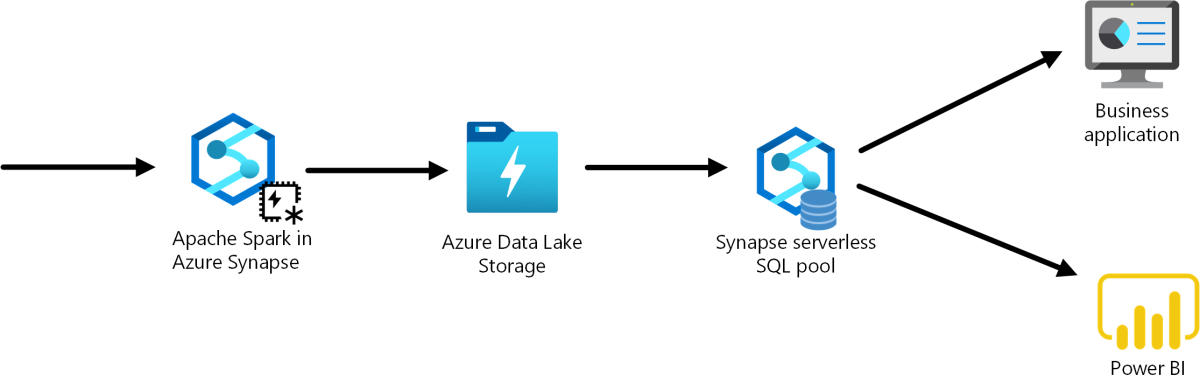 Apache Spark in
Azure Synapse
Azure Data Lake
Storage
Synapse serverless
SQL pool
Business
application
Power BI